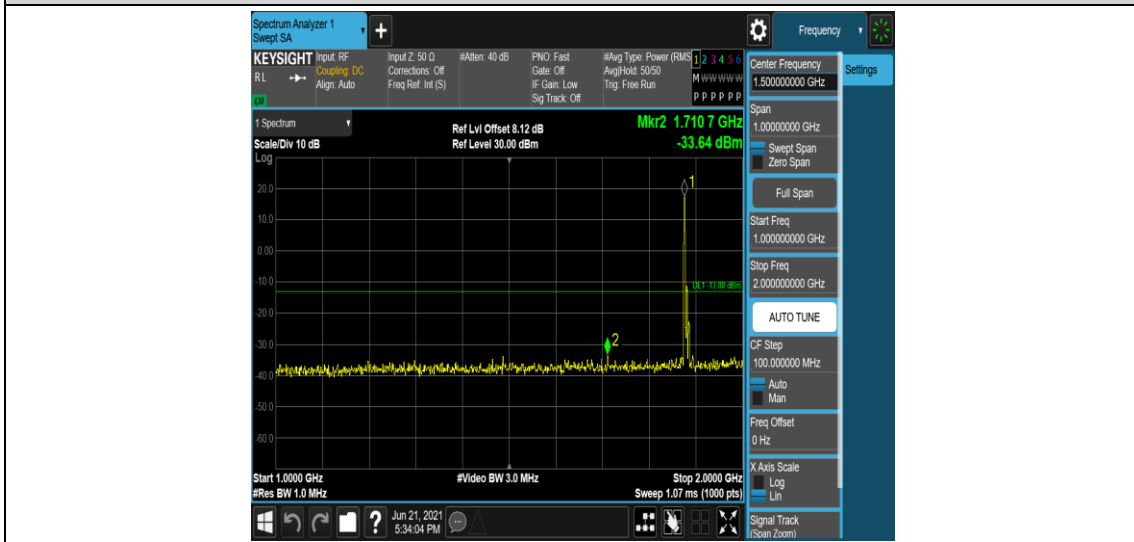 Spectrum Analyzer 1
Swept SA
+
Frequency
KEYSIGHT
RL
Input: RF
Coupling: DC
Align: Auto
Input Z: 50 Ω
Corrections: Off
Freq Ref: Int (S)
#Atten: 40 dB
PNO: Fast
Gate: Off
IF Gain: Low
Sig Track: Off
#Avg Type: Power (RMS
Avg|Hold: 50/50
Trig: Free Run
1 2 3 4 5 6
M W W W W W
P P P P P P
Center Frequency
1.500000000 GHz
Settings
Span
1.00000000 GHz
Swept Span
Zero Span
Full Span
Start Freq
1.000000000 GHz
Stop Freq
2.000000000 GHz
AUTO TUNE
CF Step
100.000000 MHz
Auto
Man
Freq Offset
0 Hz
X Axis Scale
Log
Lin
Signal Track
(Span Zoom)
1 Spectrum
Scale/Div 10 dB
Log
Ref Lvl Offset 8.12 dB
Ref Level 30.00 dBm
Mkr2 1.710 7 GHz
-33.64 dBm
1
20.0
10.0
0.00
-10.0
DL1 -13.00 dBm
-20.0
-30.0
2
-40.0
-50.0
-60.0
Start 1.0000 GHz
#Res BW 1.0 MHz
#Video BW 3.0 MHz
Stop 2.0000 GHz
Sweep 1.07 ms (1000 pts)
?
Jun 21, 2021
5:34:04 PM